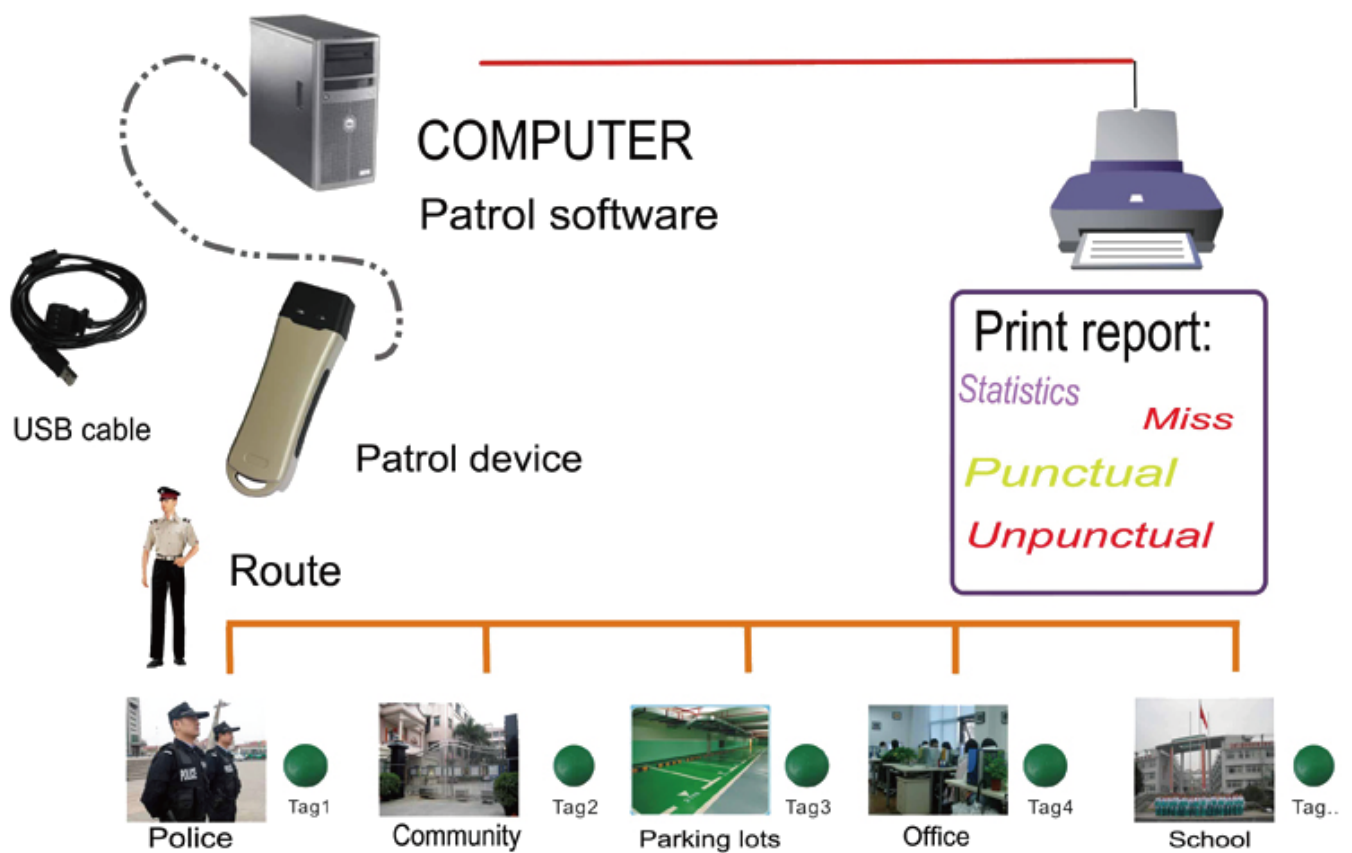 COMPUTER
Patrol software
USB cable
Patrol device
Print report:
Statistics
Miss
Punctual
Unpunctual
Route
POLICE
Tag1
Tag2
Tag3
Tag4
Tag..
Police
Community
Parking lots
Office
School